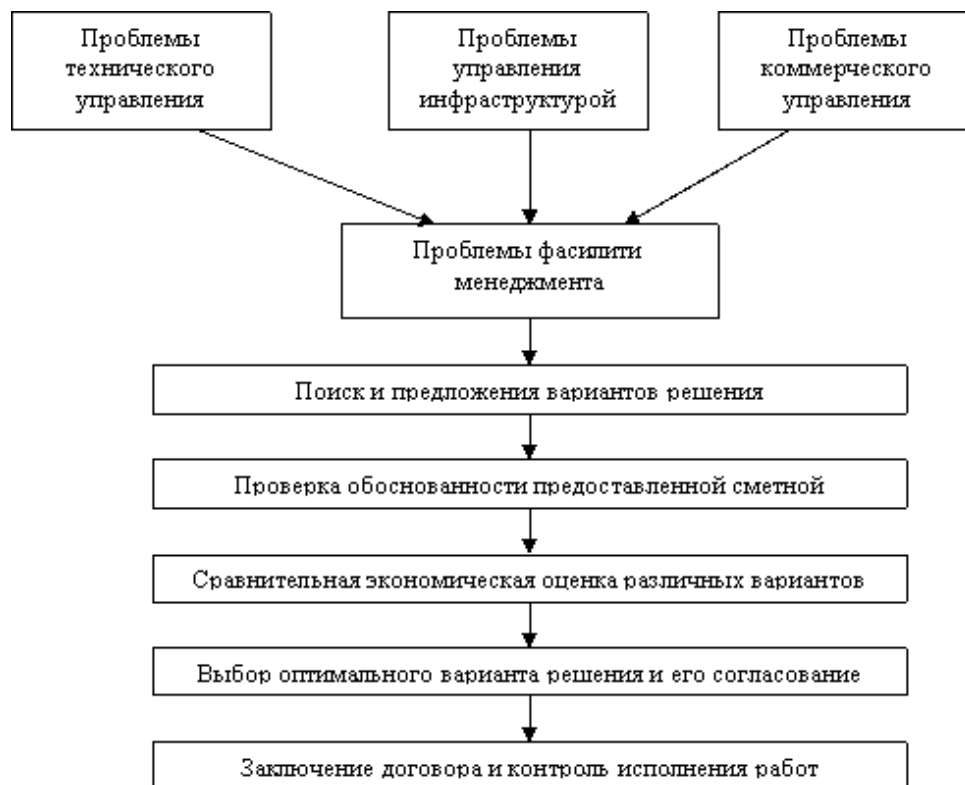 Проблемы
технического
управления
Проблемы
управления
инфраструктурой
Проблемы
коммерческого
управления
Проблемы фасилити
менеджмента
Поиск и предложения вариантов решения
Проверка обоснованности предоставленной сметной
Сравнительная экономическая оценка различных вариантов
Выбор оптимального варианта решения и его согласование
Заключение договора и контроль исполнения работ